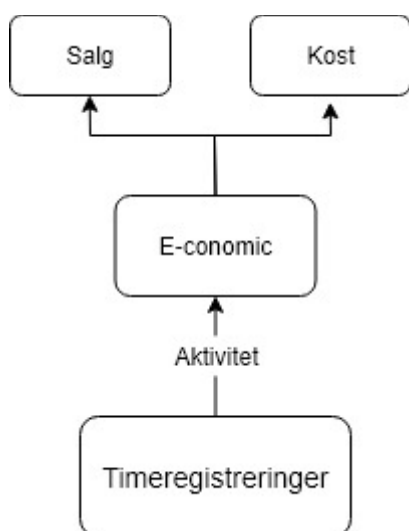 Salg
Kost
E-conomic
Aktivitet
Timeregistreringer